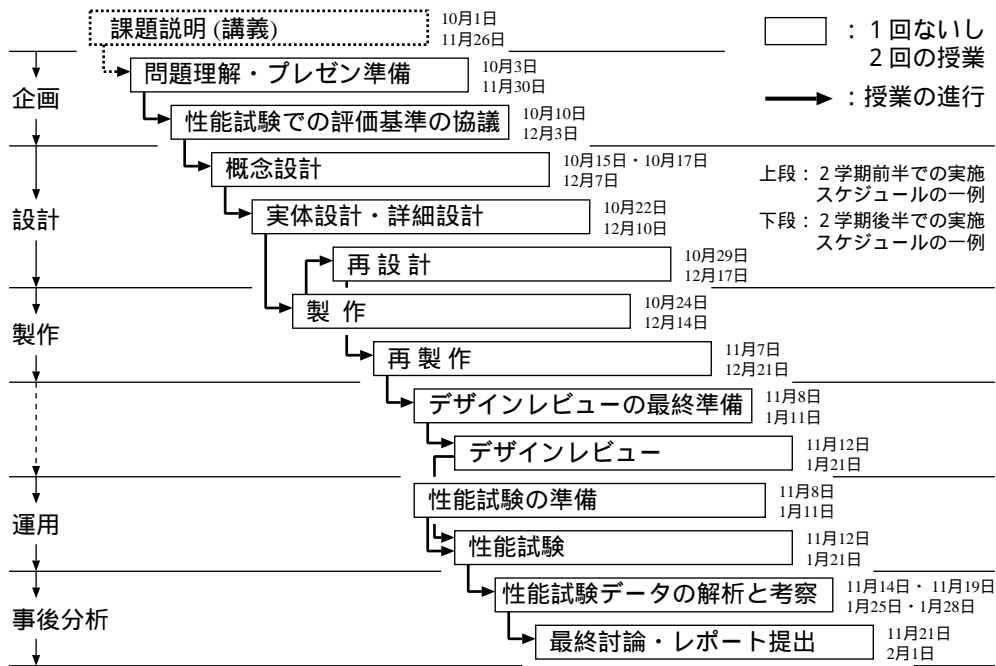 課題説明 (講義)
10月1日
11月26日
: 1回ないし
2回の授業
: 授業の進行
企画
問題理解・プレゼン準備
10月3日
11月30日
性能試験での評価基準の協議
10月10日
12月3日
設計
概念設計
10月15日・10月17日
12月7日
上段: 2学期前半での実施
スケジュールの一例
下段: 2学期後半での実施
スケジュールの一例
実体設計・詳細設計
10月22日
12月10日
再 設 計
10月29日
12月17日
製作
製 作
10月24日
12月14日
再 製 作
11月7日
12月21日
デザインレビューの最終準備
11月8日
1月11日
デザインレビュー
11月12日
1月21日
運用
性能試験の準備
11月8日
1月11日
性能試験
11月12日
1月21日
事後分析
性能試験データの解析と考察
11月14日・11月19日
1月25日・1月28日
最終討論・レポート提出
11月21日
2月1日